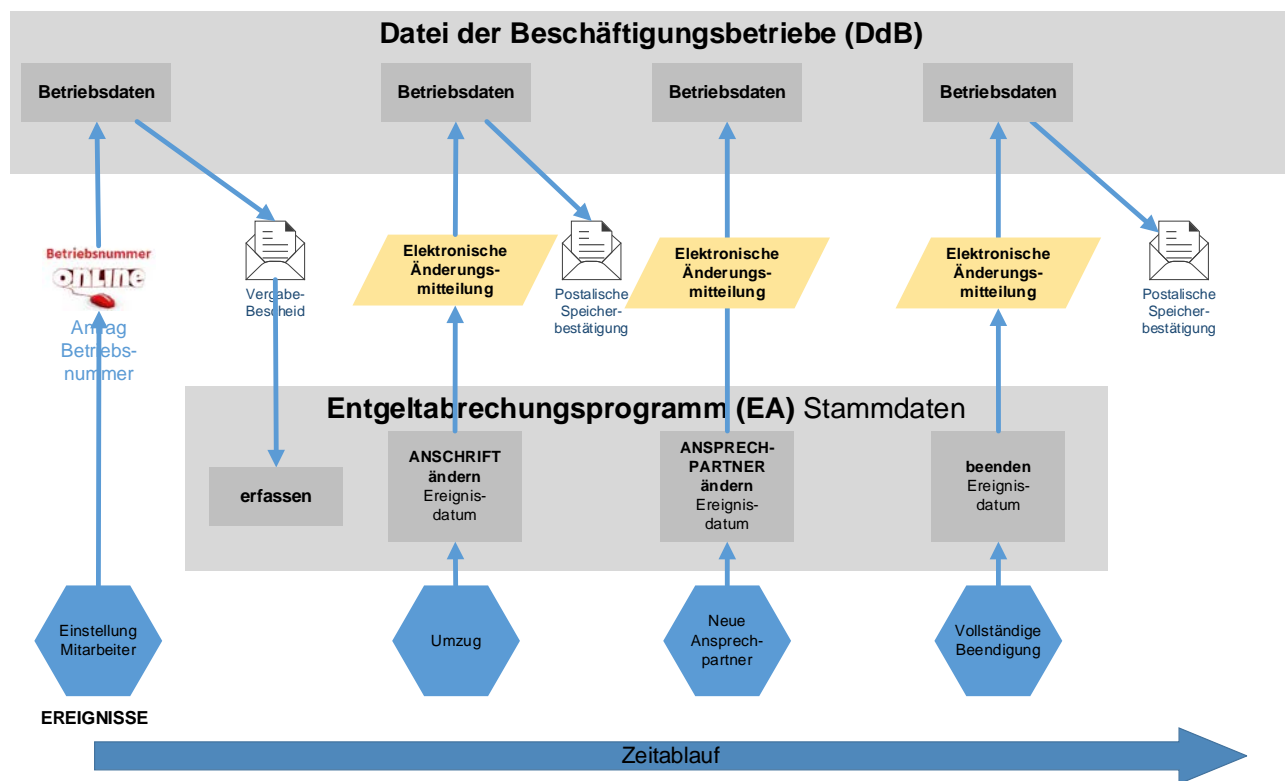 Datei der Beschäftigungsbetriebe (DdB)
Betriebsdaten
Betriebsdaten
Betriebsdaten
Betriebsdaten
Betriebsnummer
ONLINE
Antrag
Betriebs-
nummer
Vergabe-
Bescheid
Elektronische
Änderungs-
mitteilung
Postalische
Speicher-
bestätigung
Elektronische
Änderungs-
mitteilung
Elektronische
Änderungs-
mitteilung
Postalische
Speicher-
bestätigung
Entgeltabrechungsprogramm (EA) Stammdaten
erfassen
ANSCHRIFT
ändern
Ereignis-
datum
ANSPRECH-
PARTNER
ändern
Ereignis-
datum
beenden
Ereignis-
datum
Einstellung
Mitarbeiter
Umzug
Neue
Ansprech-
partner
Vollständige
Beendigung
EREIGNISSE
Zeitablauf